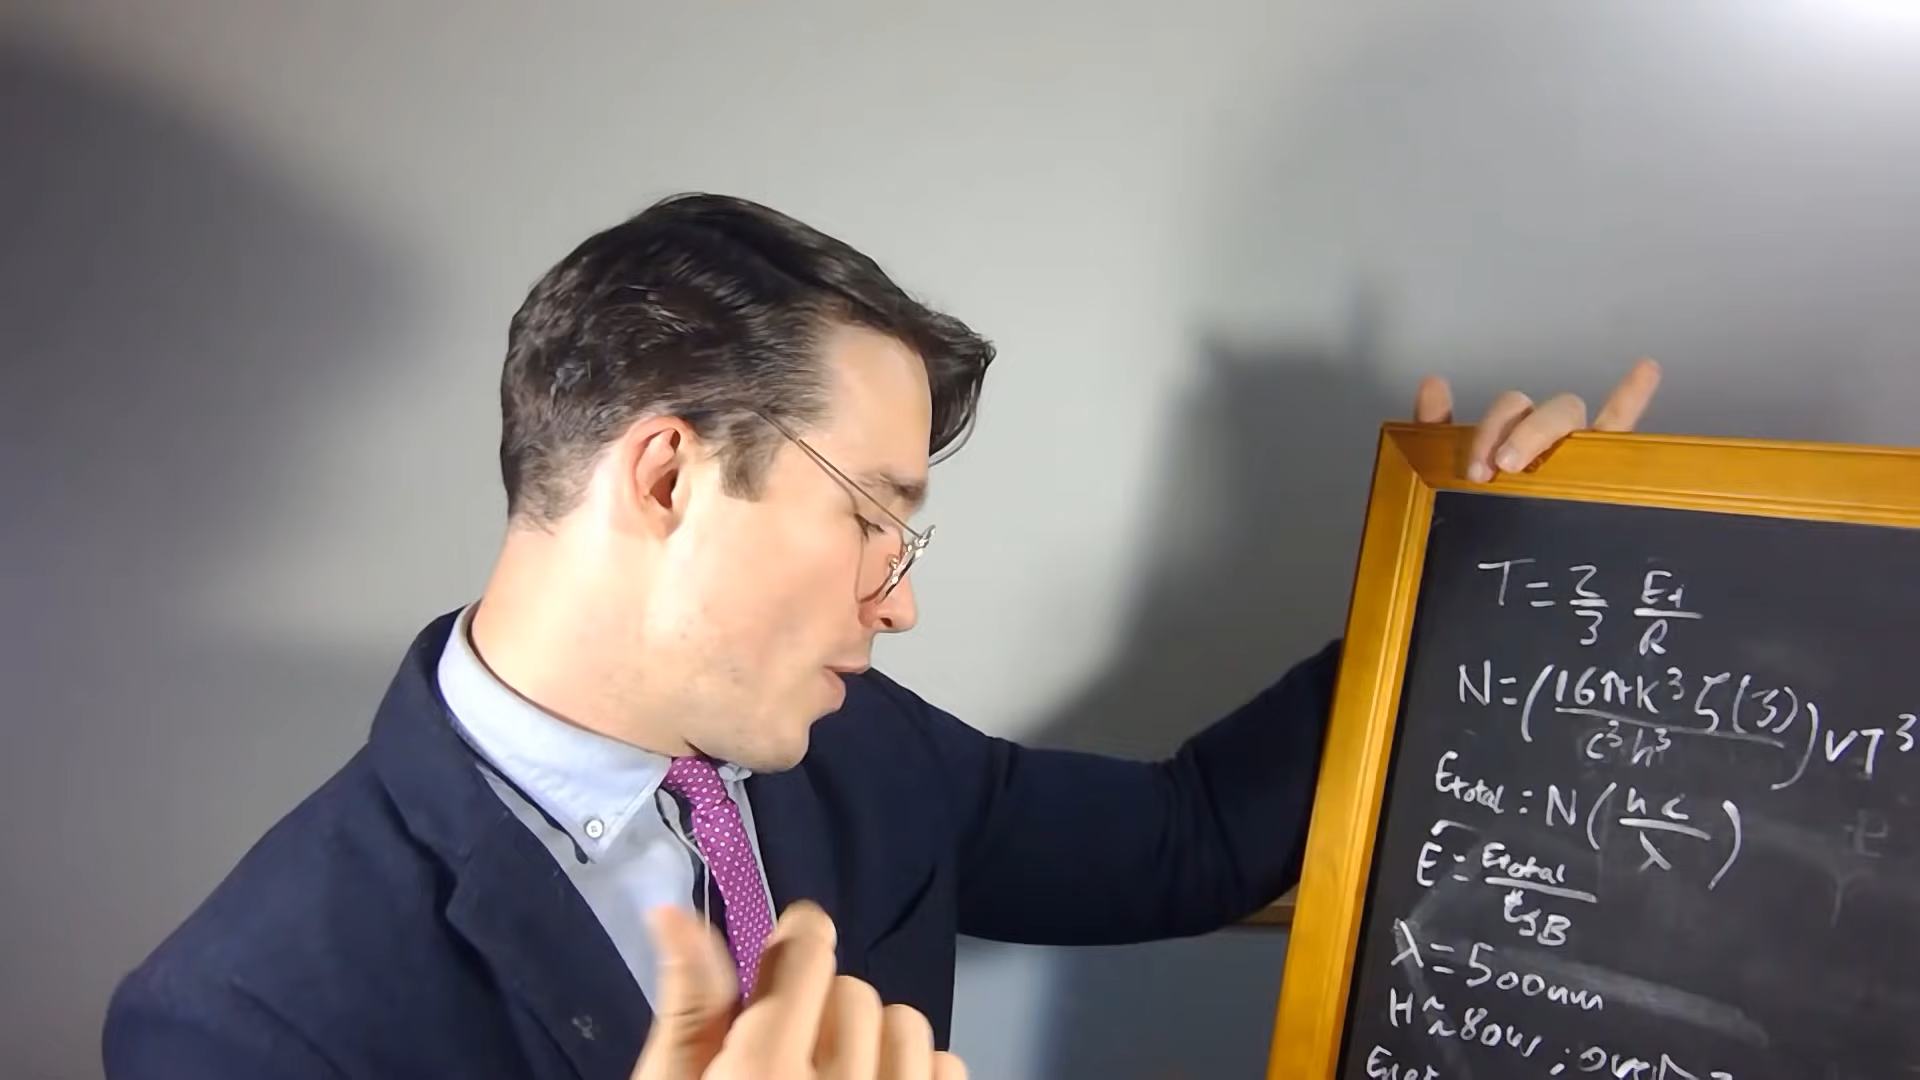 T = 2/3 E1/R
N = (16πk³ζ(3)/c³h³) VT³
Etotal = N(hc/λ)
Ē = Etotal/tSB
λ = 500nm
H ≈ 80w ;